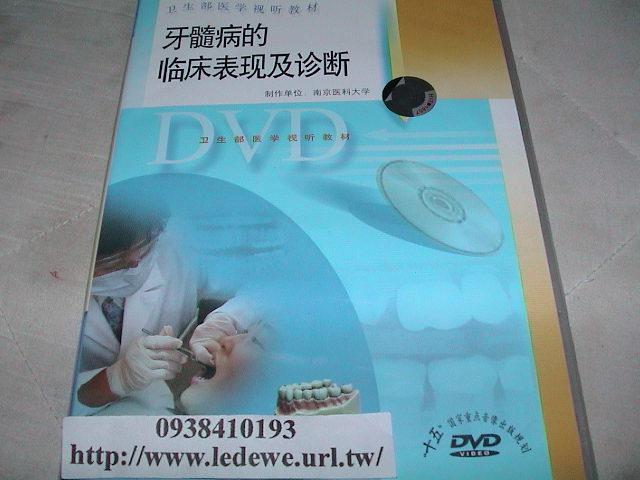 卫生部医学视听教材
牙髓病的
临床表现及诊断
制作单位：南京医科大学
DVD
卫生部医学视听教材
"十五"国家重点音像出版规划
DVD
VIDEO
0938410193
http://www.ledewe.url.tw/